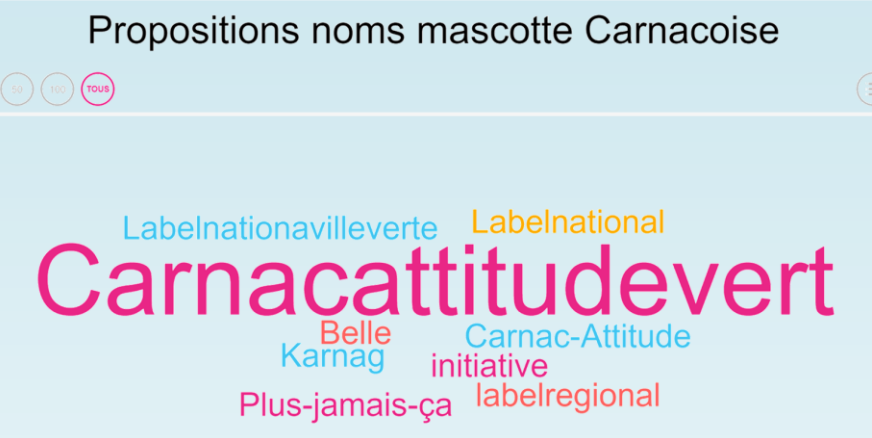 Propositions noms mascotte Carnacoise
50 100 TOUS
Labelnationavilleverte Labelnational
Carnacattitudevert
Belle Carnac-Attitude
Karnag initiative
Plus-jamais-ça labelregional